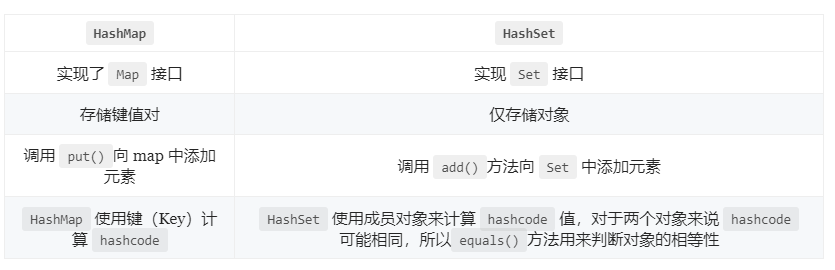 HashMap HashSet
实现了 Map 接口 实现 Set 接口
存储键值对 仅存储对象
调用 put() 向 map 中添加
元素
调用 add() 方法向 Set 中添加元素
HashMap 使用键（Key）计
算 hashcode
HashSet 使用成员对象来计算 hashcode 值，对于两个对象来说 hashcode
可能相同，所以 equals() 方法用来判断对象的相等性